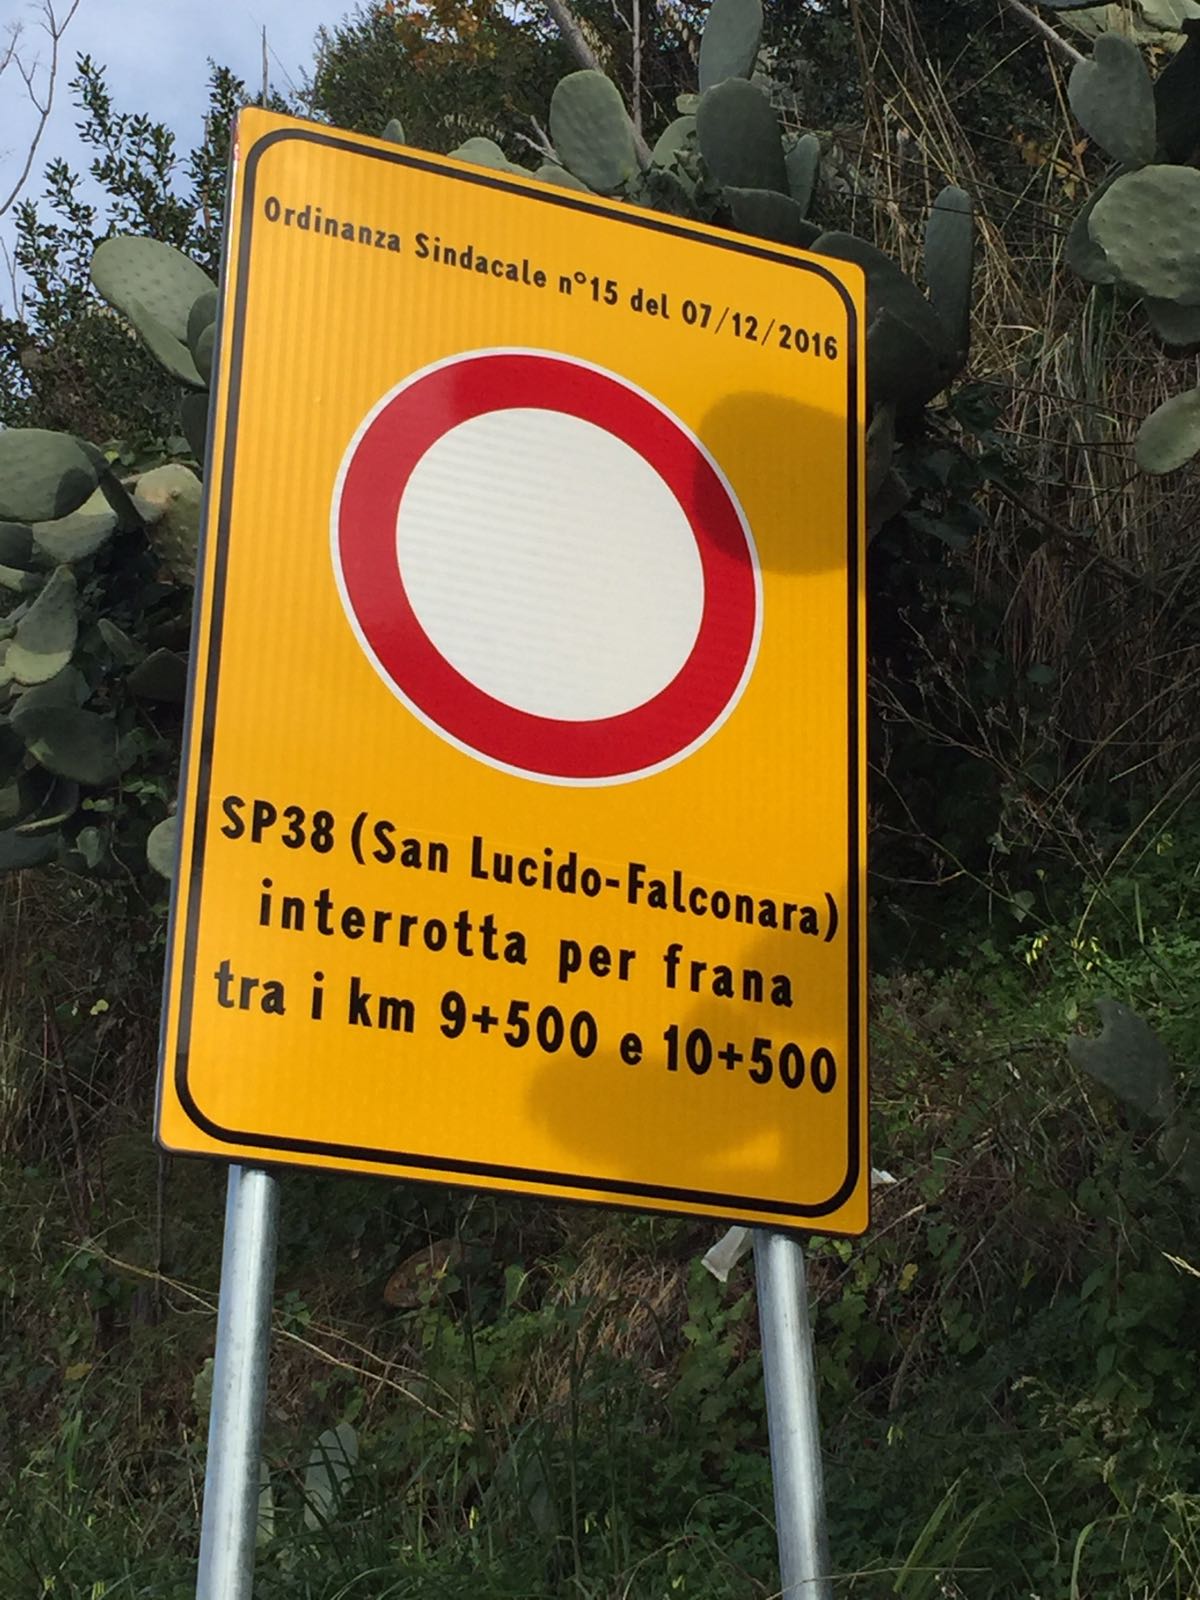 Ordinanza Sindacale n°15 del 07/12/2016
SP38 (San Lucido-Falconara)
interrotta per frana
tra i km 9+500 e 10+500